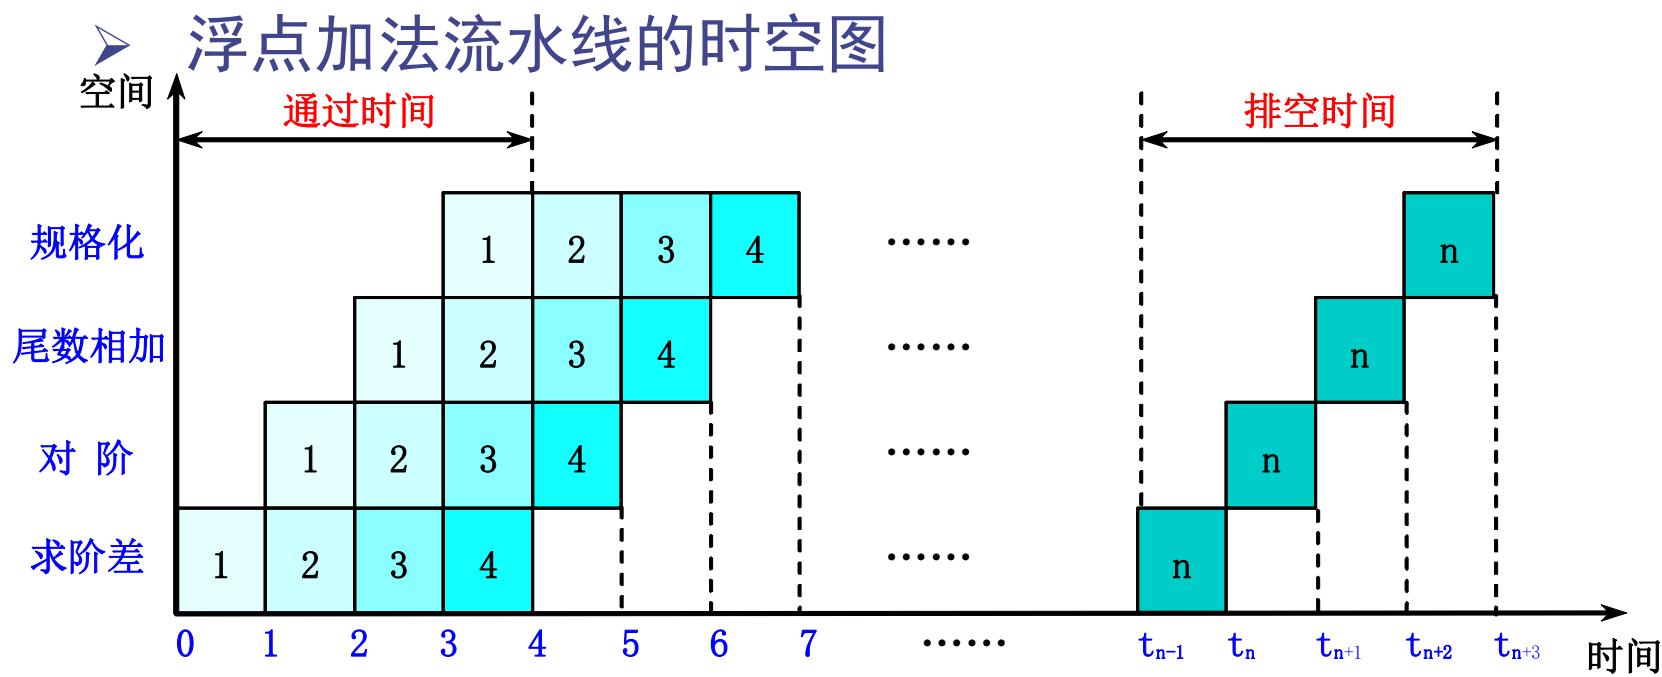 浮点加法流水线的时空图
空间
通过时间 排空时间
规格化 1 2 3 4 …… n
尾数相加 1 2 3 4 …… n
对 阶 1 2 3 4 …… n
求阶差 1 2 3 4 …… n
0 1 2 3 4 5 6 7 …… tn-1 tn tn+1 tn+2 tn+3
时间